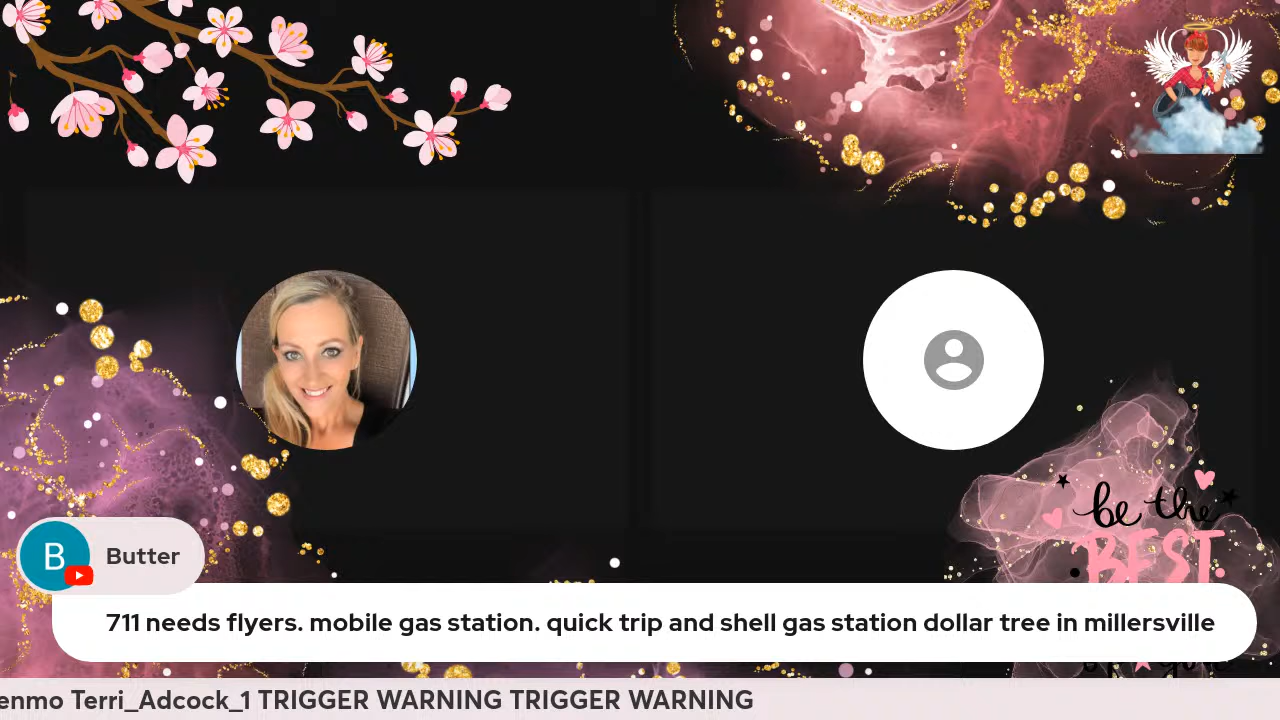 be the
BEST
B
Butter
711 needs flyers. mobile gas station. quick trip and shell gas station dollar tree in millersville
enmo Terri_Adcock_1 TRIGGER WARNING TRIGGER WARNING